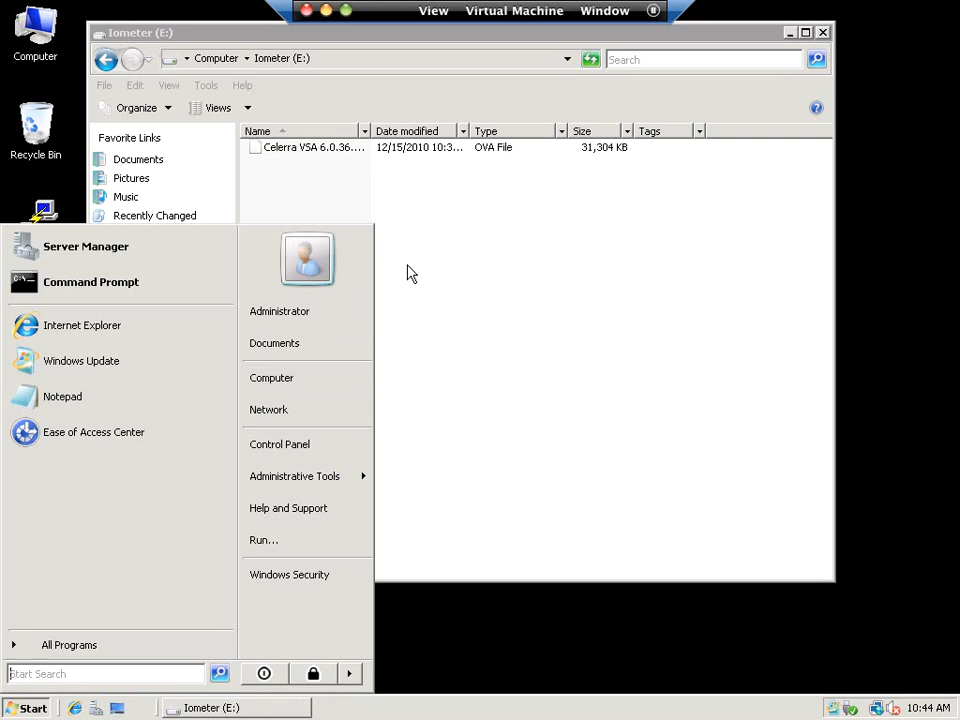 View Virtual Machine Window
Computer
Recycle Bin
Iometer (E:)
Computer Iometer (E:)
Search
File Edit View Tools Help
Organize Views
Favorite Links
Documents
Pictures
Music
Recently Changed
Name Date modified Type Size Tags
Celerra VSA 6.0.36.... 12/15/2010 10:3... OVA File 31,304 KB
Server Manager
C:\
Command Prompt
Internet Explorer
Windows Update
Notepad
Ease of Access Center
All Programs
Start Search
Administrator
Documents
Computer
Network
Control Panel
Administrative Tools
Help and Support
Run...
Windows Security
Start
Iometer (E:)
10:44 AM